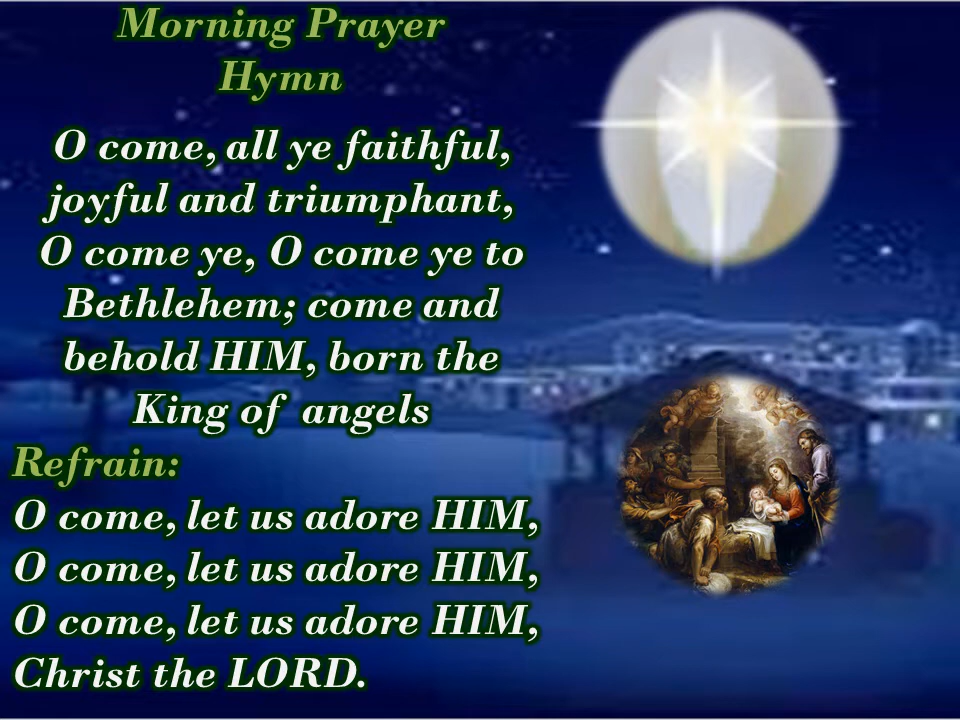 Morning Prayer
Hymn
O come, all ye faithful,
joyful and triumphant,
O come ye, O come ye to
Bethlehem; come and
behold HIM, born the
King of angels
Refrain:
O come, let us adore HIM,
O come, let us adore HIM,
O come, let us adore HIM,
Christ the LORD.